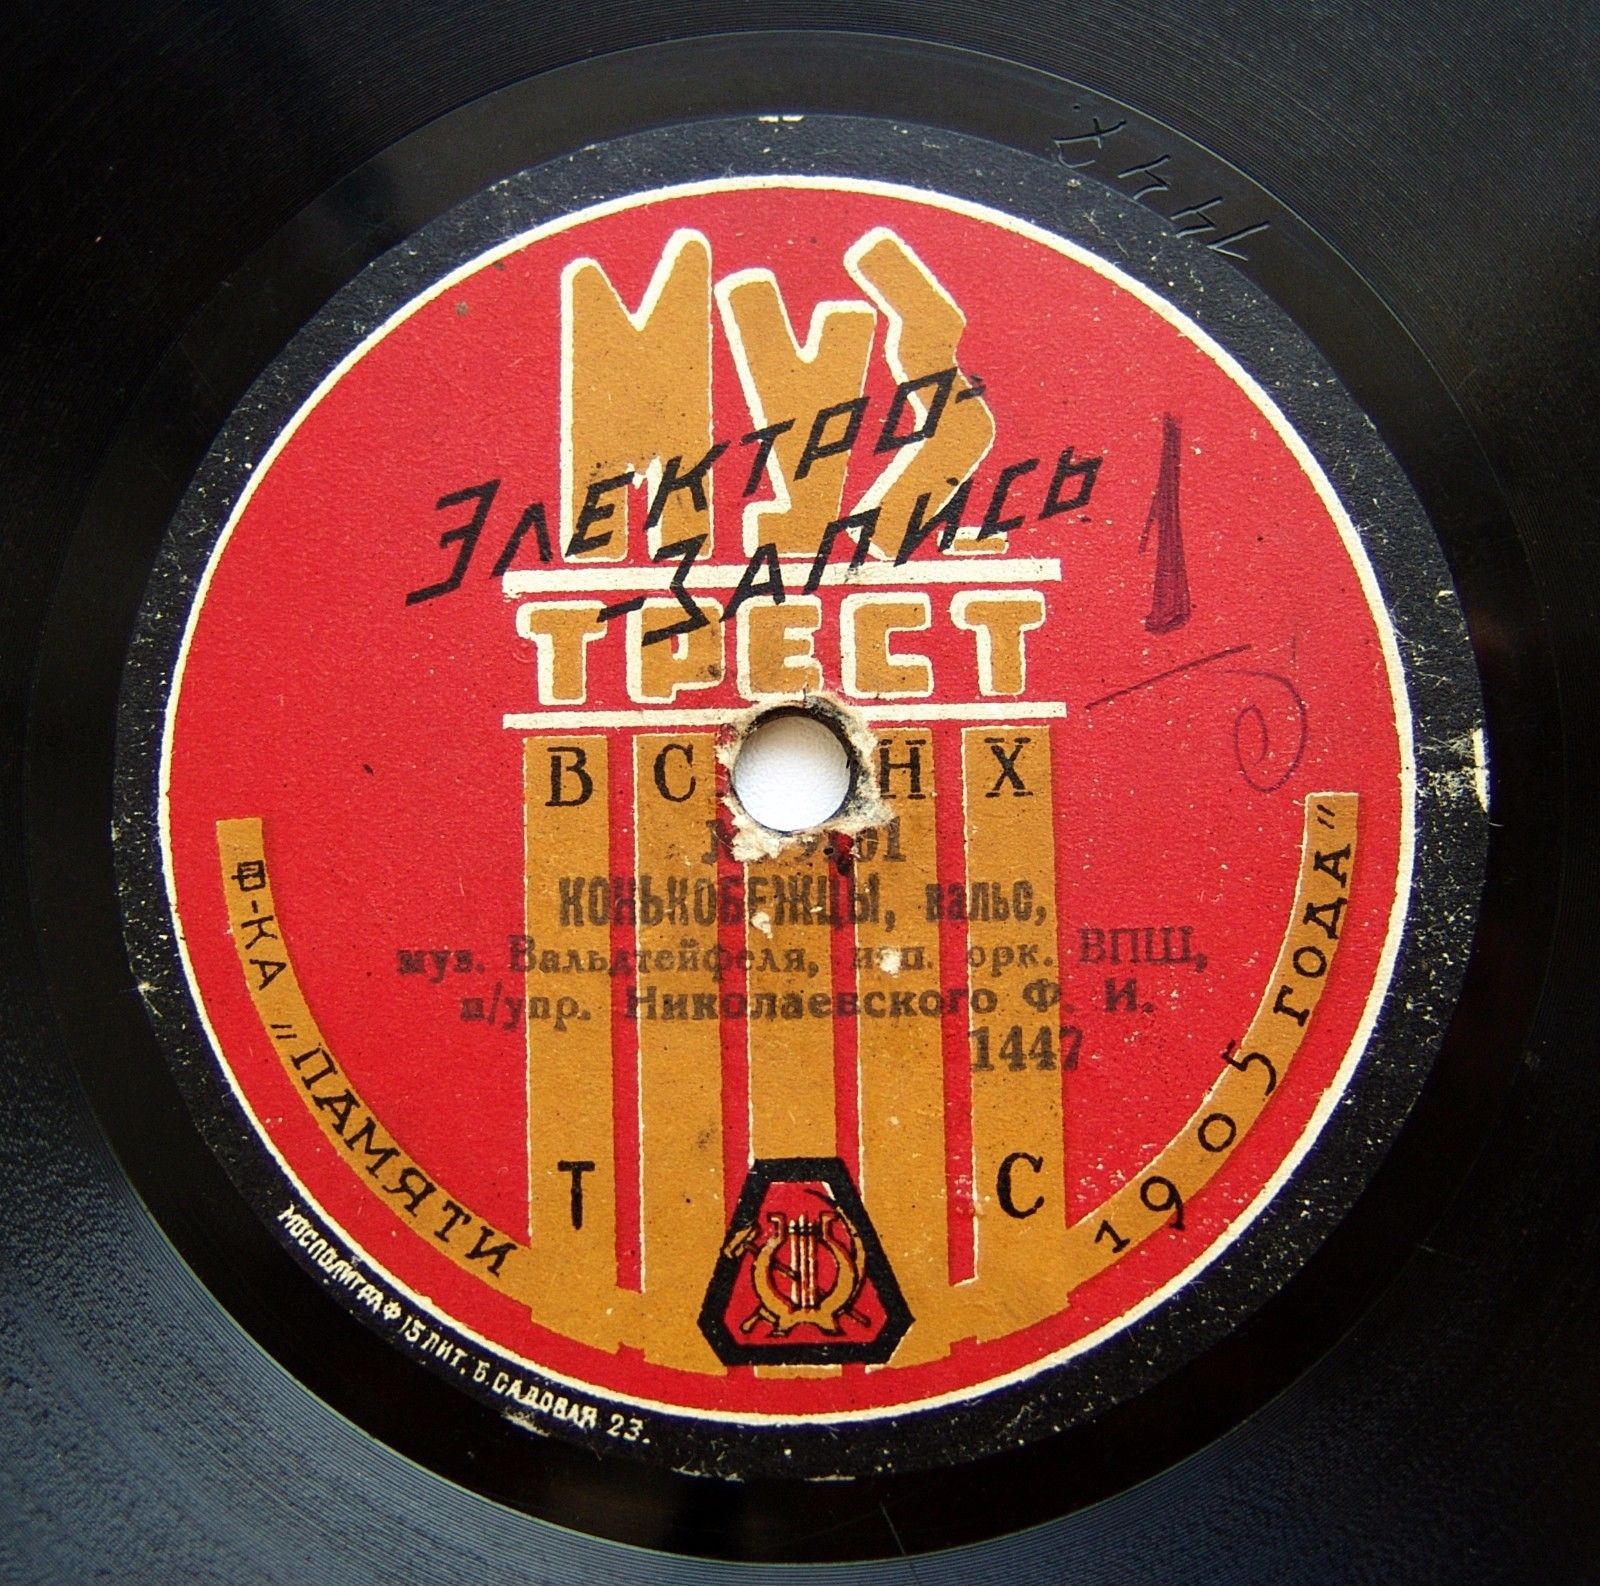 МУЗ
ЭЛЕКТРО-
-ЗАПИСЬ
ТРЕСТ
В С Н Х
КОНЬКОБЕЖЦЫ, вальс,
муз. Вальдтейфеля, исп. орк. ВПШ,
п/упр. Николаевского Ф. И.
1447
Т С
Ф-КА „ПАМЯТИ 1905 ГОДА"
МОСПОЛИГРАФ 15 ЛИТ. Б. САДОВАЯ 23.
1447
1